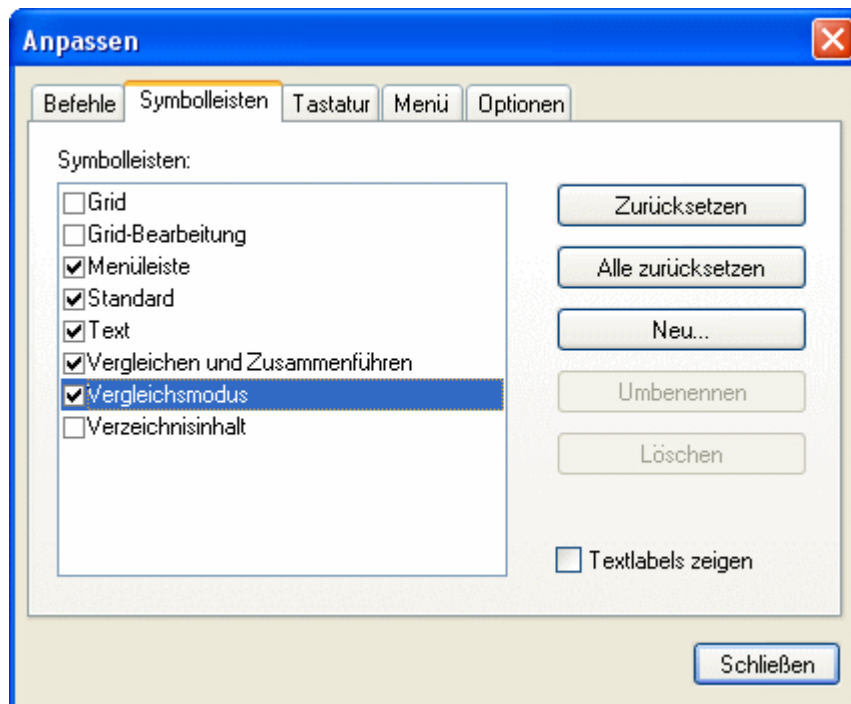 Anpassen
Befehle Symbolleisten Tastatur Menü Optionen
Symbolleisten:
Grid
Grid-Bearbeitung
Menüleiste
Standard
Text
Vergleichen und Zusammenführen
Vergleichsmodus
Verzeichnisinhalt
Zurücksetzen
Alle zurücksetzen
Neu...
Umbenennen
Löschen
Textlabels zeigen
Schließen